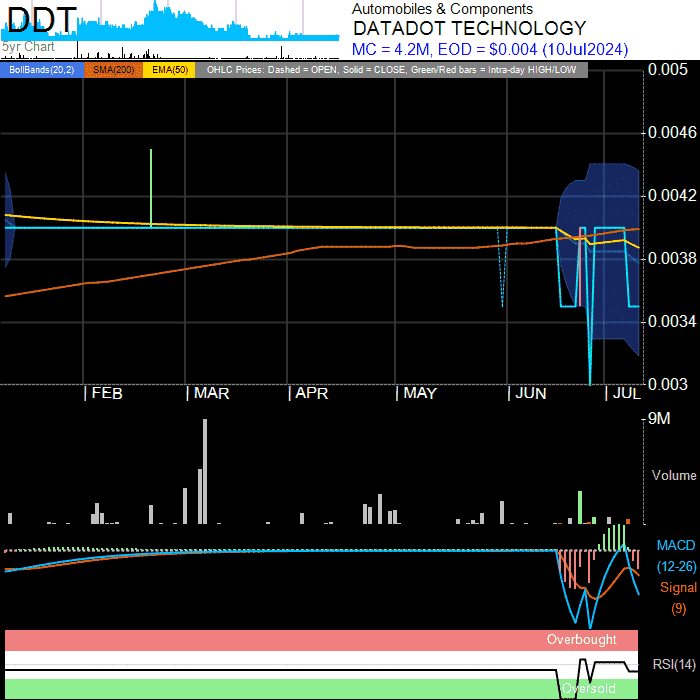 DDT
5yr Chart
Automobiles & Components
DATADOT TECHNOLOGY
MC = 4.2M, EOD = $0.004 (10Jul2024)
BollBands(20,2) SMA(200) EMA(50) OHLC Prices: Dashed = OPEN, Solid = CLOSE, Green/Red bars = Intra-day HIGH/LOW
0.005
0.0046
0.0042
0.0038
0.0034
0.003
FEB MAR APR MAY JUN JUL
9M
Volume
MACD
(12-26)
Signal
(9)
Overbought
RSI(14)
Oversold